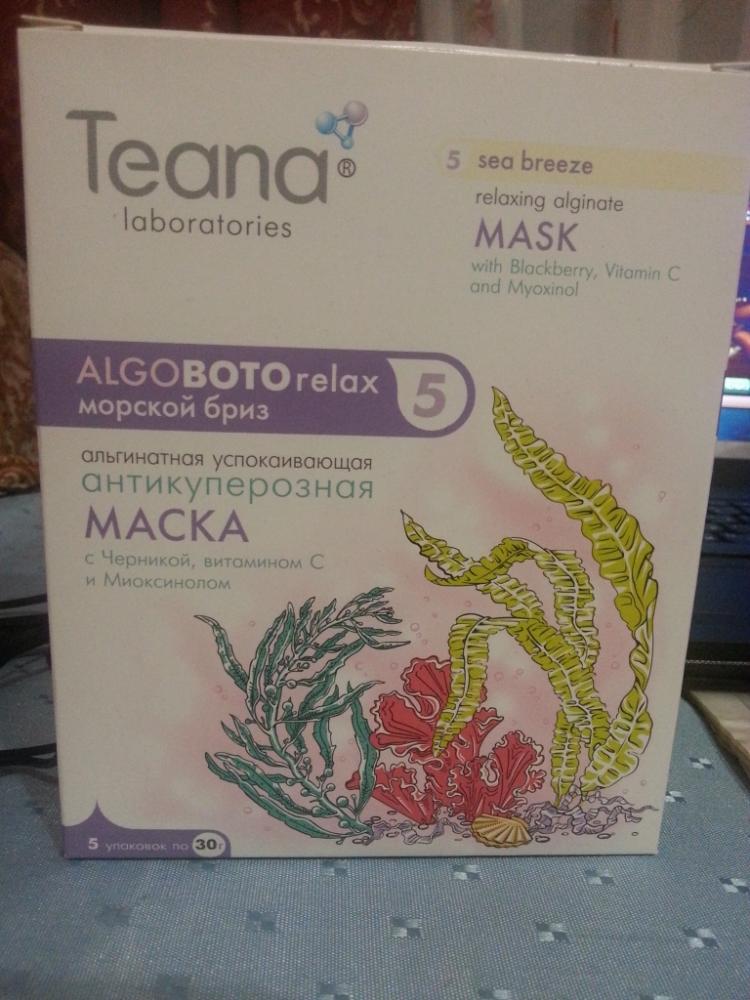 Teana®
laboratories
5 sea breeze
relaxing alginate
MASK
with Blackberry, Vitamin C
and Myoxinol
ALGOBOTOrelax 5
морской бриз
альгинатная успокаивающая
антикуперозная
МАСКА
с Черникой, витамином С
и Миоксинолом
5 упаковок по 30г